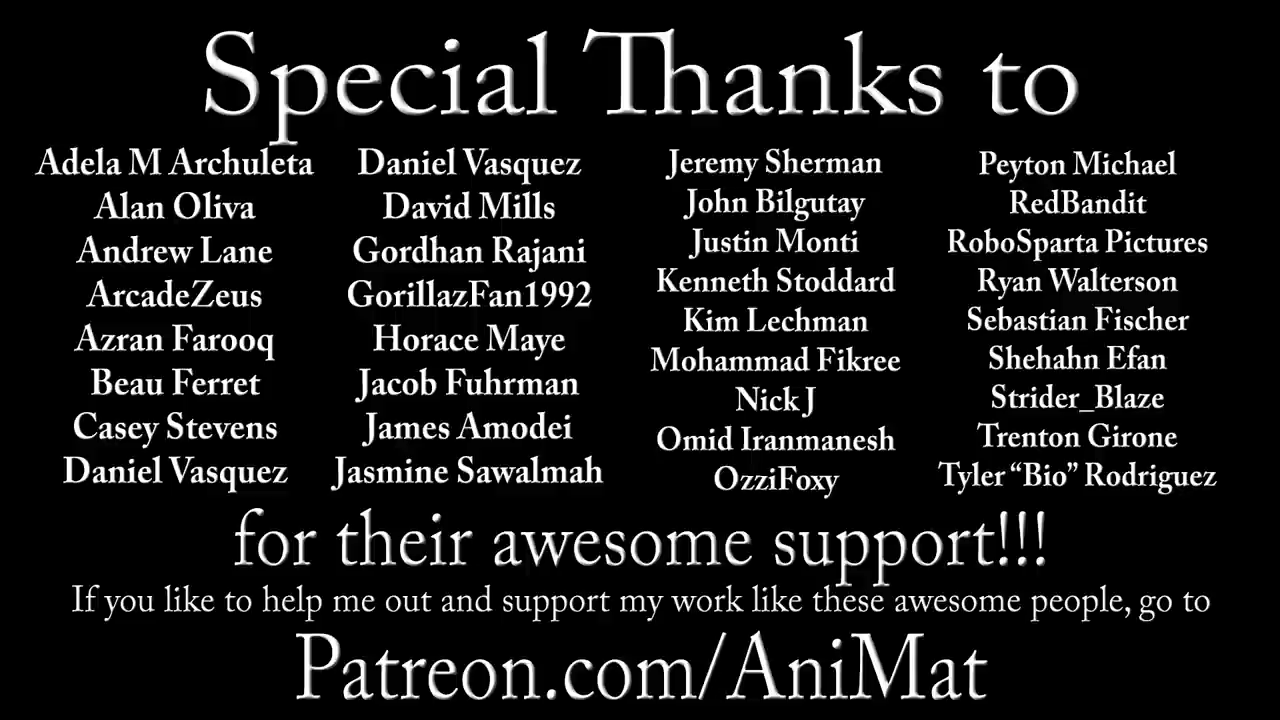 Special Thanks to
Adela M Archuleta
Alan Oliva
Andrew Lane
ArcadeZeus
Azran Farooq
Beau Ferret
Casey Stevens
Daniel Vasquez
Daniel Vasquez
David Mills
Gordhan Rajani
GorillazFan1992
Horace Maye
Jacob Fuhrman
James Amodei
Jasmine Sawalmah
Jeremy Sherman
John Bilgutay
Justin Monti
Kenneth Stoddard
Kim Lechman
Mohammad Fikree
Nick J
Omid Iranmanesh
OzziFoxy
Peyton Michael
RedBandit
RoboSparta Pictures
Ryan Walterson
Sebastian Fischer
Shehahn Efan
Strider_Blaze
Trenton Girone
Tyler “Bio” Rodriguez
for their awesome support!!!
If you like to help me out and support my work like these awesome people, go to
Patreon.com/AniMat